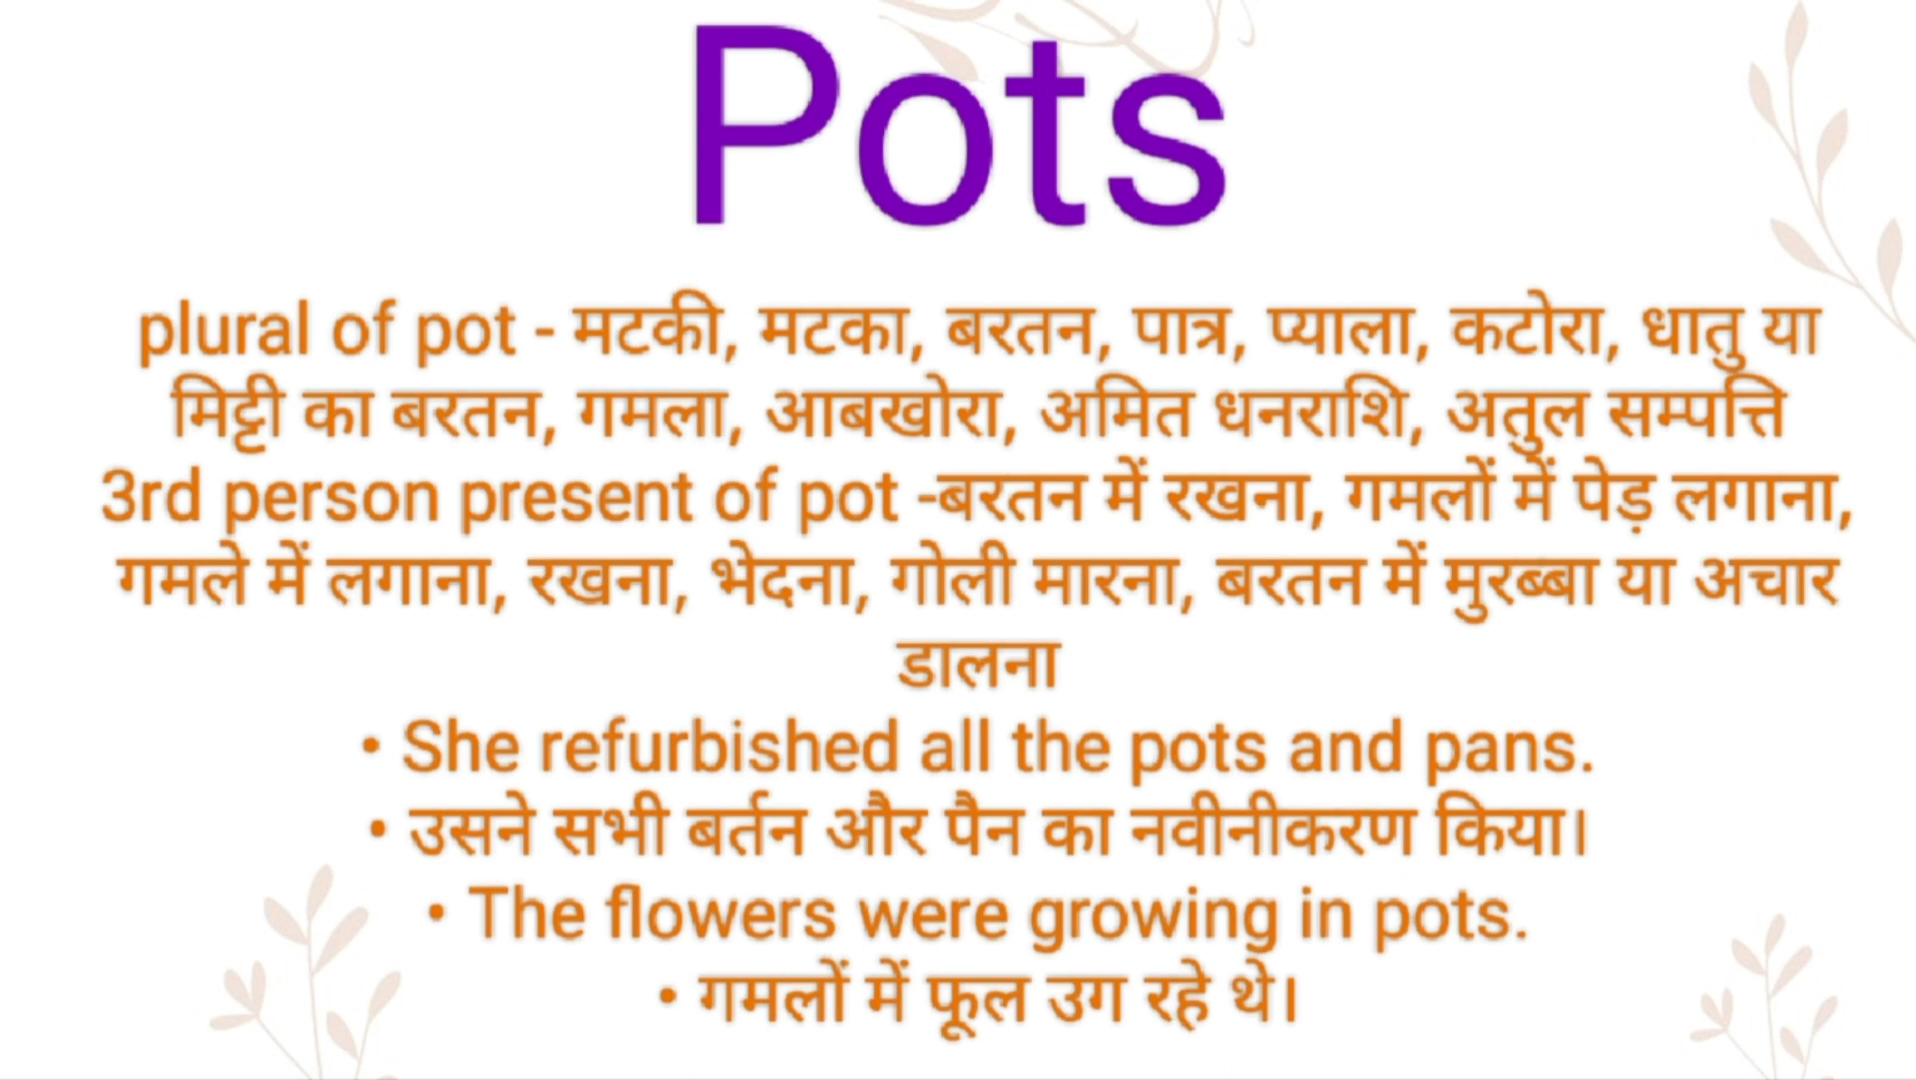 Pots
plural of pot - मटकी, मटका, बरतन, पात्र, प्याला, कटोरा, धातु या
मिट्टी का बरतन, गमला, आबखोरा, अमित धनराशि, अतुल सम्पत्ति
3rd person present of pot -बरतन में रखना, गमलों में पेड़ लगाना,
गमले में लगाना, रखना, भेदना, गोली मारना, बरतन में मुरब्बा या अचार
डालना
• She refurbished all the pots and pans.
• उसने सभी बर्तन और पैन का नवीनीकरण किया।
• The flowers were growing in pots.
• गमलों में फूल उग रहे थे।